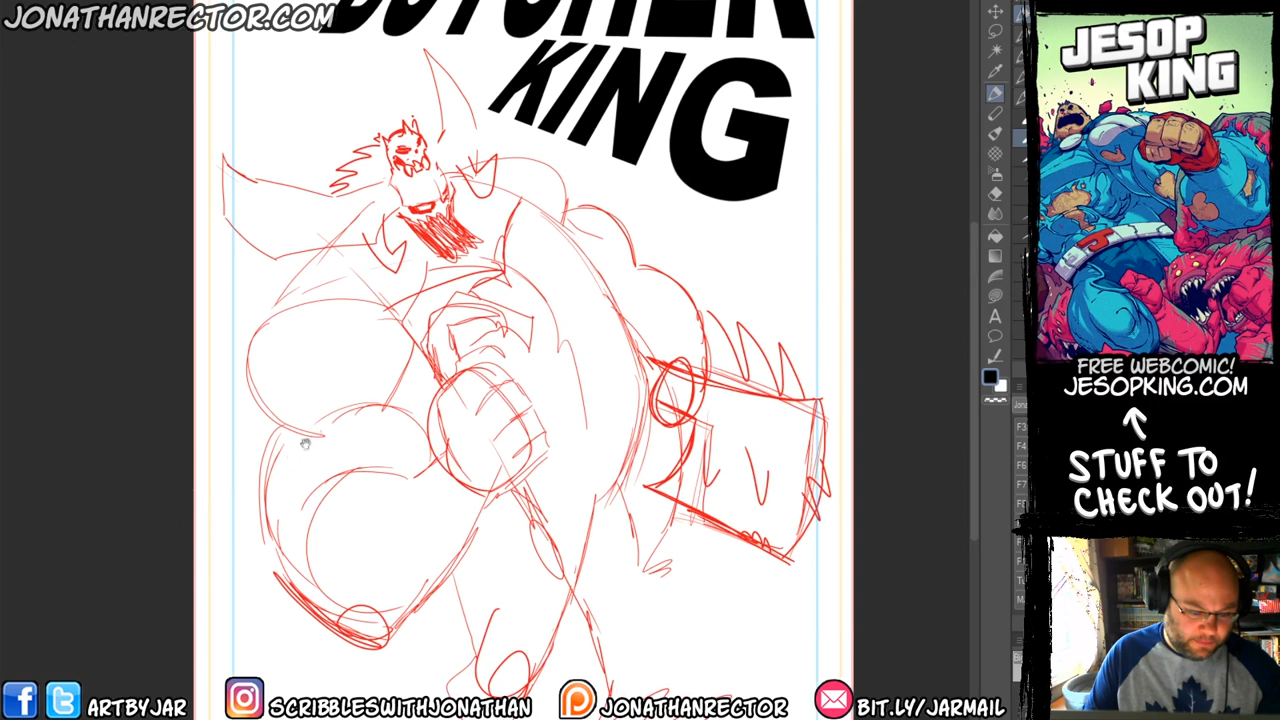 JONATHANRECTOR.COM
BUTCHER
KING
JESOP
KING
FREE WEBCOMIC!
JESOPKING.COM
STUFF TO
CHECK OUT!
ARTBYJAR
SCRIBBLESWITHJONATHAN
JONATHANRECTOR
BIT.LY/JARMAIL